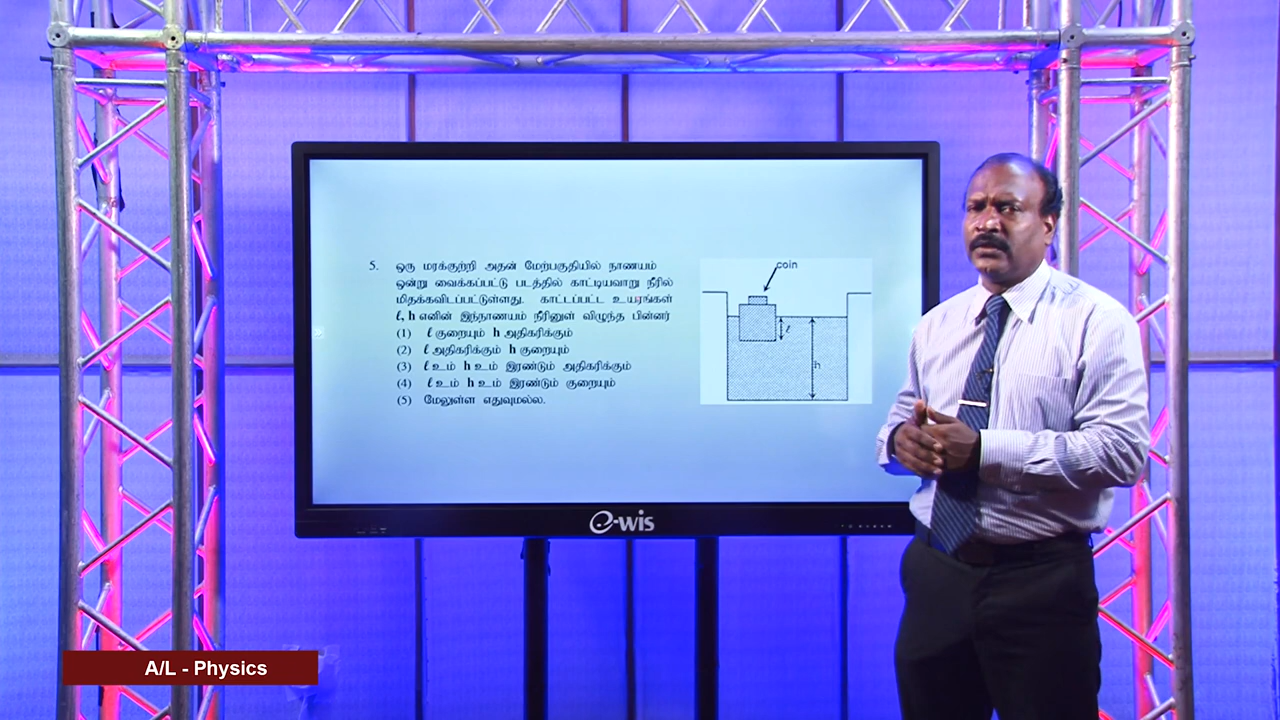 5. ஒரு மரக்குற்றி அதன் மேற்பகுதியில் நாணயம்
ஒன்று வைக்கப்பட்டு படத்தில் காட்டியவாறு நீரில்
மிதக்கவிடப்பட்டுள்ளது. காட்டப்பட்ட உயரங்கள்
ℓ, h எனின் இந்நாணயம் நீரினுள் விழுந்த பின்னர்
(1) ℓ குறையும் h அதிகரிக்கும்
(2) ℓ அதிகரிக்கும் h குறையும்
(3) ℓ உம் h உம் இரண்டும் அதிகரிக்கும்
(4) ℓ உம் h உம் இரண்டும் குறையும்
(5) மேலுள்ள எதுவுமல்ல.
coin
ℓ
h
e-wis
A/L - Physics